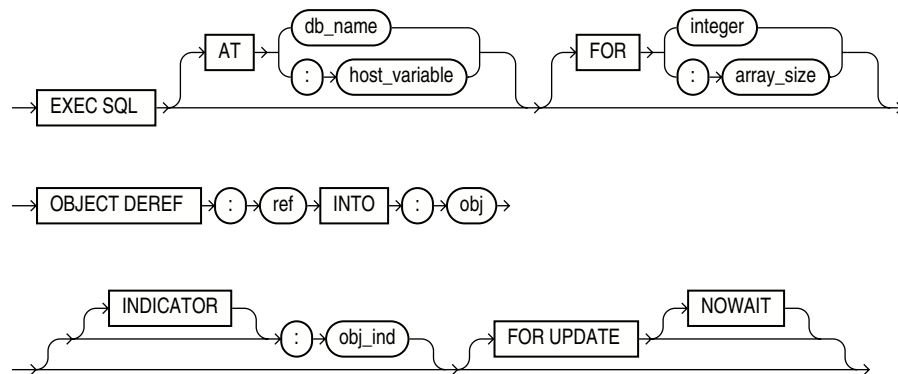 AT db_name FOR integer
: host_variable : array_size
EXEC SQL
OBJECT DEREF : ref INTO : obj
INDICATOR NOWAIT
: obj_ind FOR UPDATE